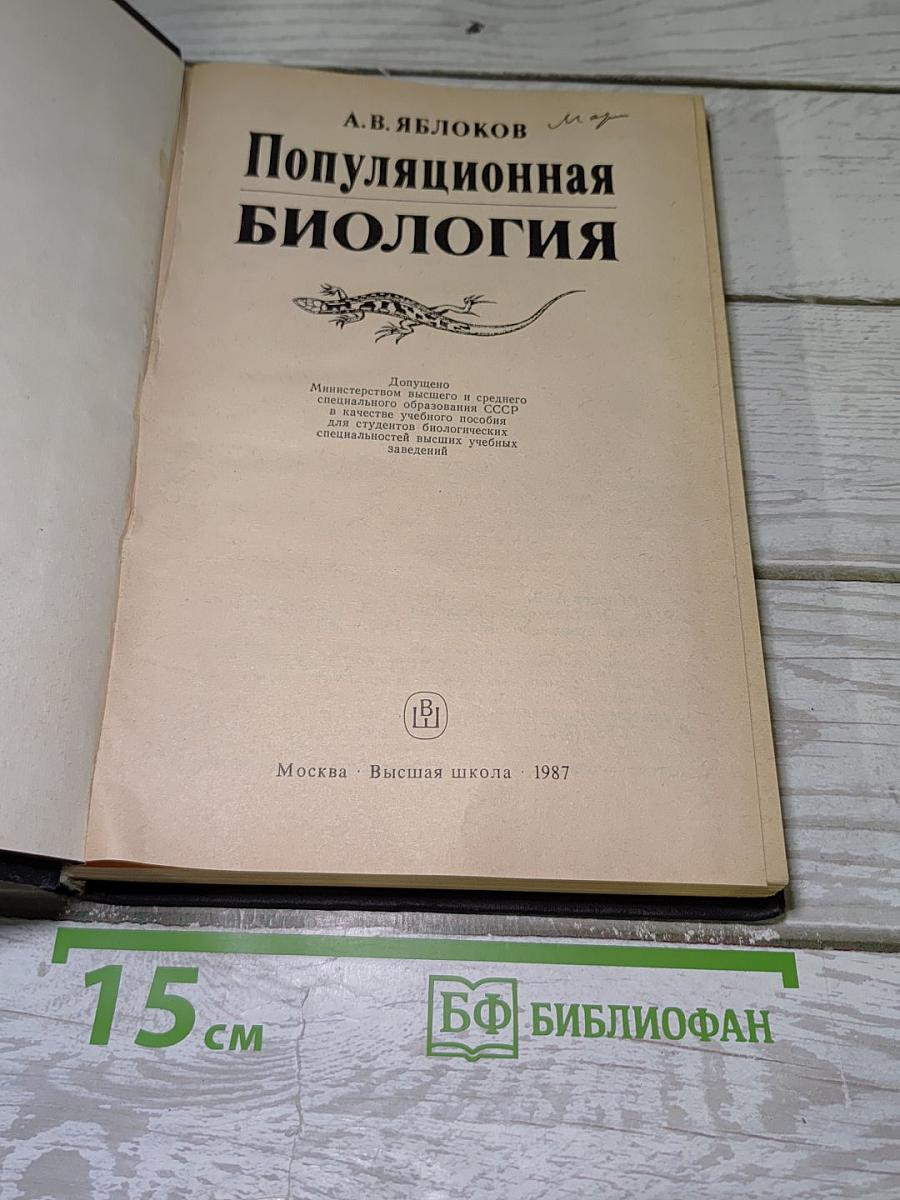 А. В. ЯБЛОКОВ
Популяционная
БИОЛОГИЯ
Допущено
Министерством высшего и среднего
специального образования СССР
в качестве учебного пособия
для студентов биологических
специальностей высших учебных
заведений
ВШ
Москва · Высшая школа · 1987
15 см
БФ БИБЛИОФАН